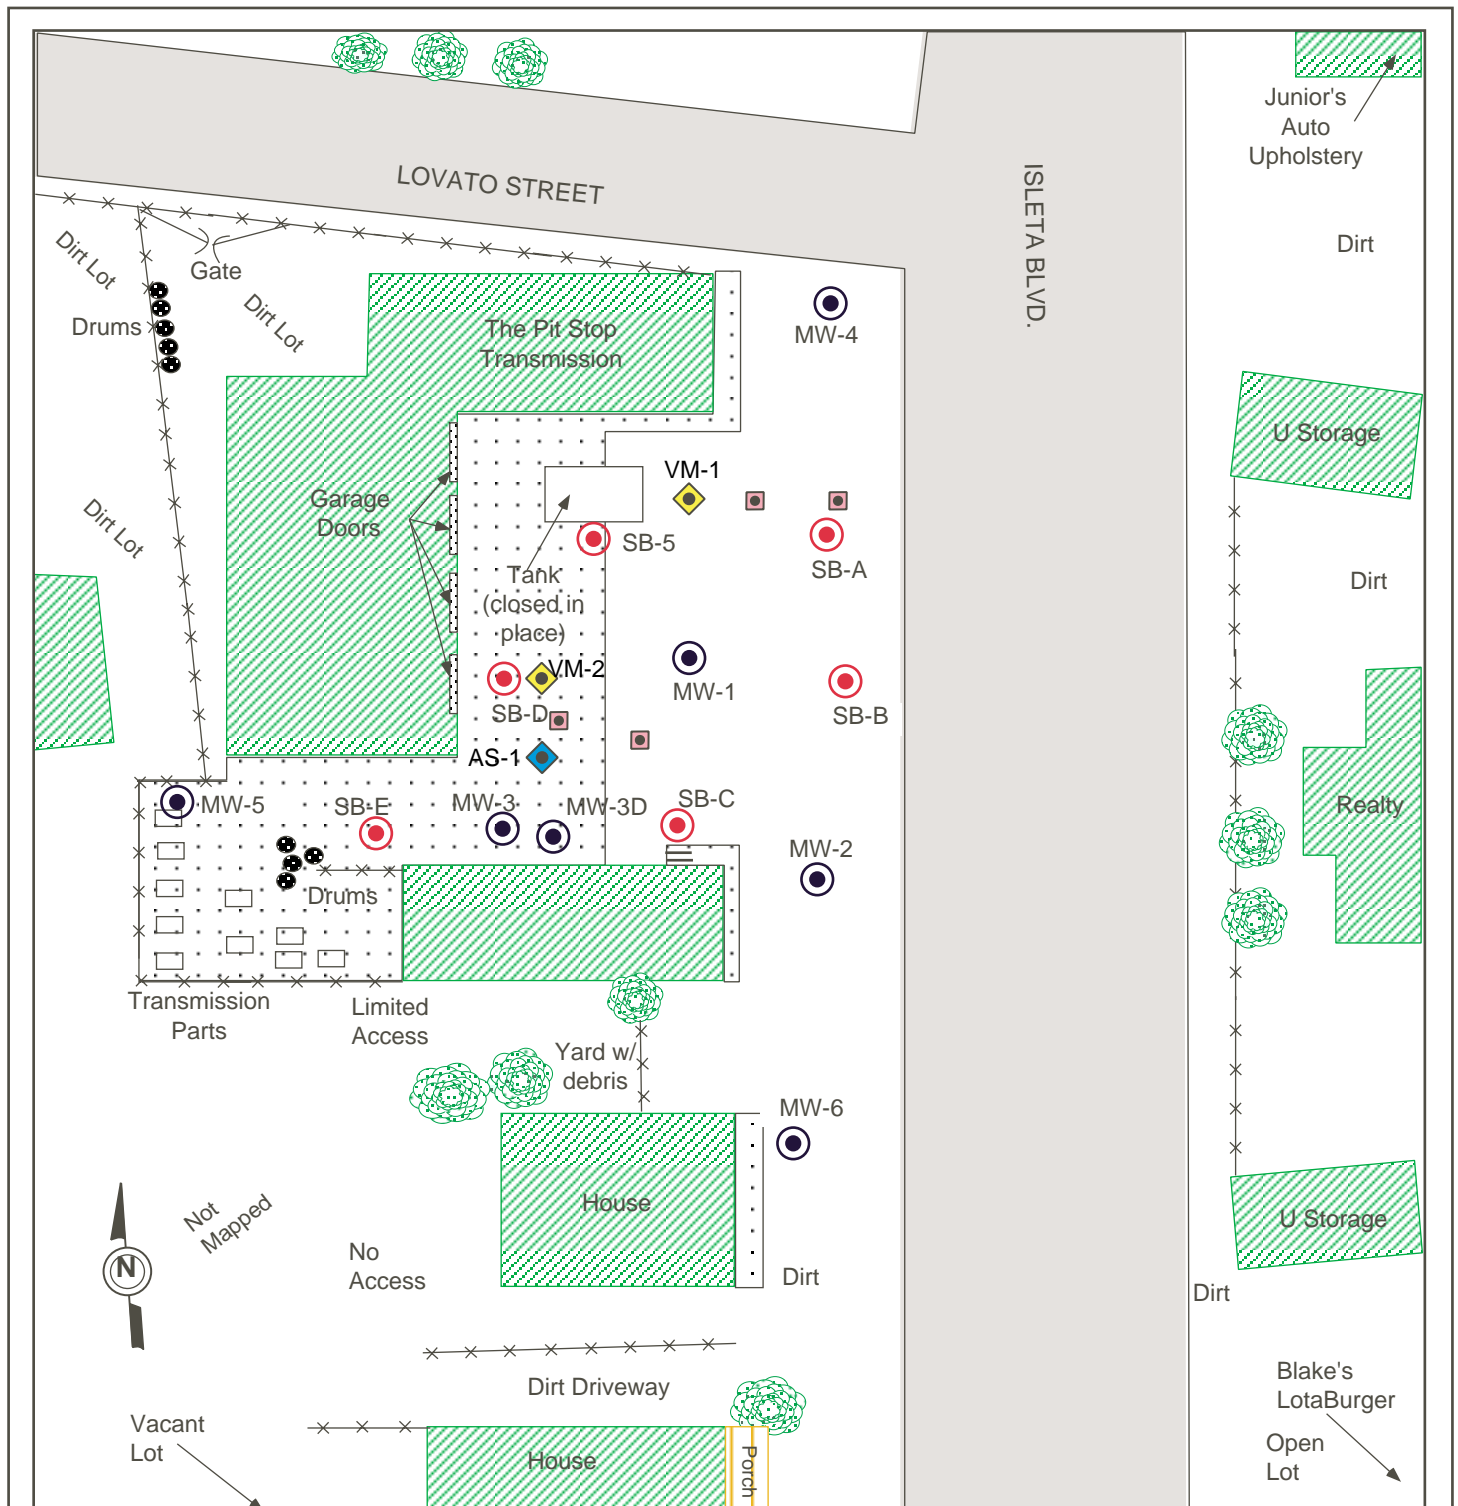 Junior's
Auto
Upholstery
LOVATO STREET
ISLETA BLVD.
Dirt Lot
Gate
Dirt
Drums
Dirt Lot
The Pit Stop
Transmission
MW-4
U Storage
VM-1
Garage
Doors
Dirt Lot
SB-5
SB-A
Tank
(closed in
place)
Dirt
VM-2
MW-1
SB-D
SB-B
AS-1
MW-5
SB-E
MW-3
MW-3D
SB-C
Realty
MW-2
Drums
Transmission
Parts
Limited
Access
Yard w/
debris
MW-6
Not
Mapped
House
U Storage
N
No
Access
Dirt
Dirt
Dirt Driveway
Blake's
LotaBurger
Vacant
Lot
Open
Lot
House
Porch